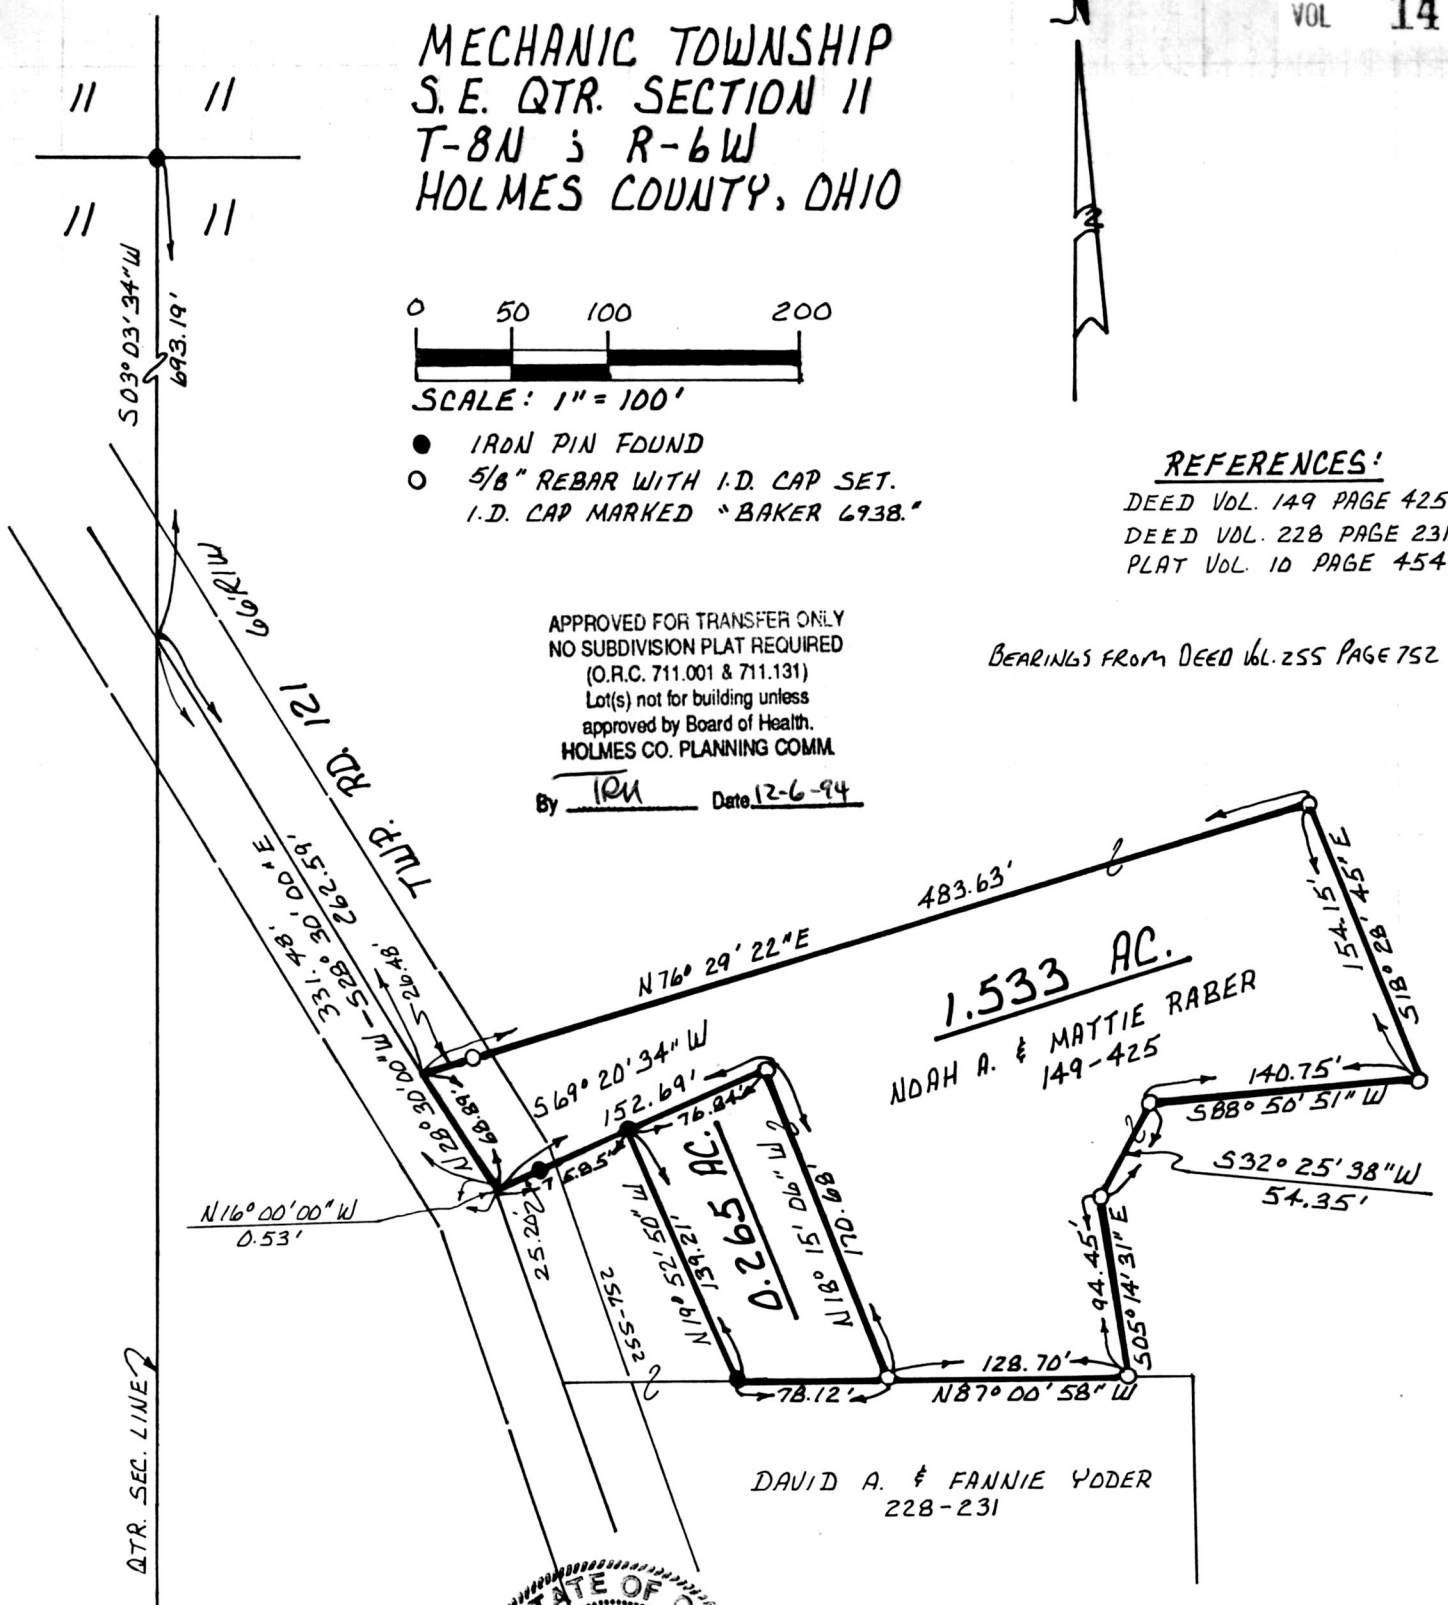 VOL 14
MECHANIC TOWNSHIP
S.E. QTR. SECTION 11
T-8N ; R-6W
HOLMES COUNTY, OHIO
11 11
11 11
S03° 03' 34" W
693.19'
0 50 100 200
SCALE: 1" = 100'
IRON PIN FOUND
5/8" REBAR WITH I.D. CAP SET.
I.D. CAP MARKED "BAKER 6938."
REFERENCES:
DEED VOL. 149 PAGE 425
DEED VOL. 228 PAGE 231
PLAT VOL. 10 PAGE 454
BEARINGS FROM DEED VOL. 255 PAGE 752
APPROVED FOR TRANSFER ONLY
NO SUBDIVISION PLAT REQUIRED
(O.R.C. 711.001 & 711.131)
Lot(s) not for building unless
approved by Board of Health.
HOLMES CO. PLANNING COMM.
By Date 12-6-94
66' R/W
TWP. RD. 121
262.59'
331.48'
N28° 30' 00" W - S28° 30' 00" E
26.48'
68.89'
N76° 29' 22" E
483.63'
154.15'
S18° 28' 45" E
1.533 AC.
NOAH A. & MATTIE RABER
149-425
S69° 20' 34" W
152.69'
76.84'
75.85'
25.20'
140.75'
S88° 50' 51" W
S32° 25' 38" W
54.35'
94.45'
S05° 14' 31" E
N16° 00' 00" W
0.53'
N19° 52' 50" W
139.21'
0.265 AC.
N18° 15' 06" W
170.68'
255-752
78.12'
128.70'
N87° 00' 58" W
QTR. SEC. LINE
DAVID A. & FANNIE YODER
228-231
STATE OF O